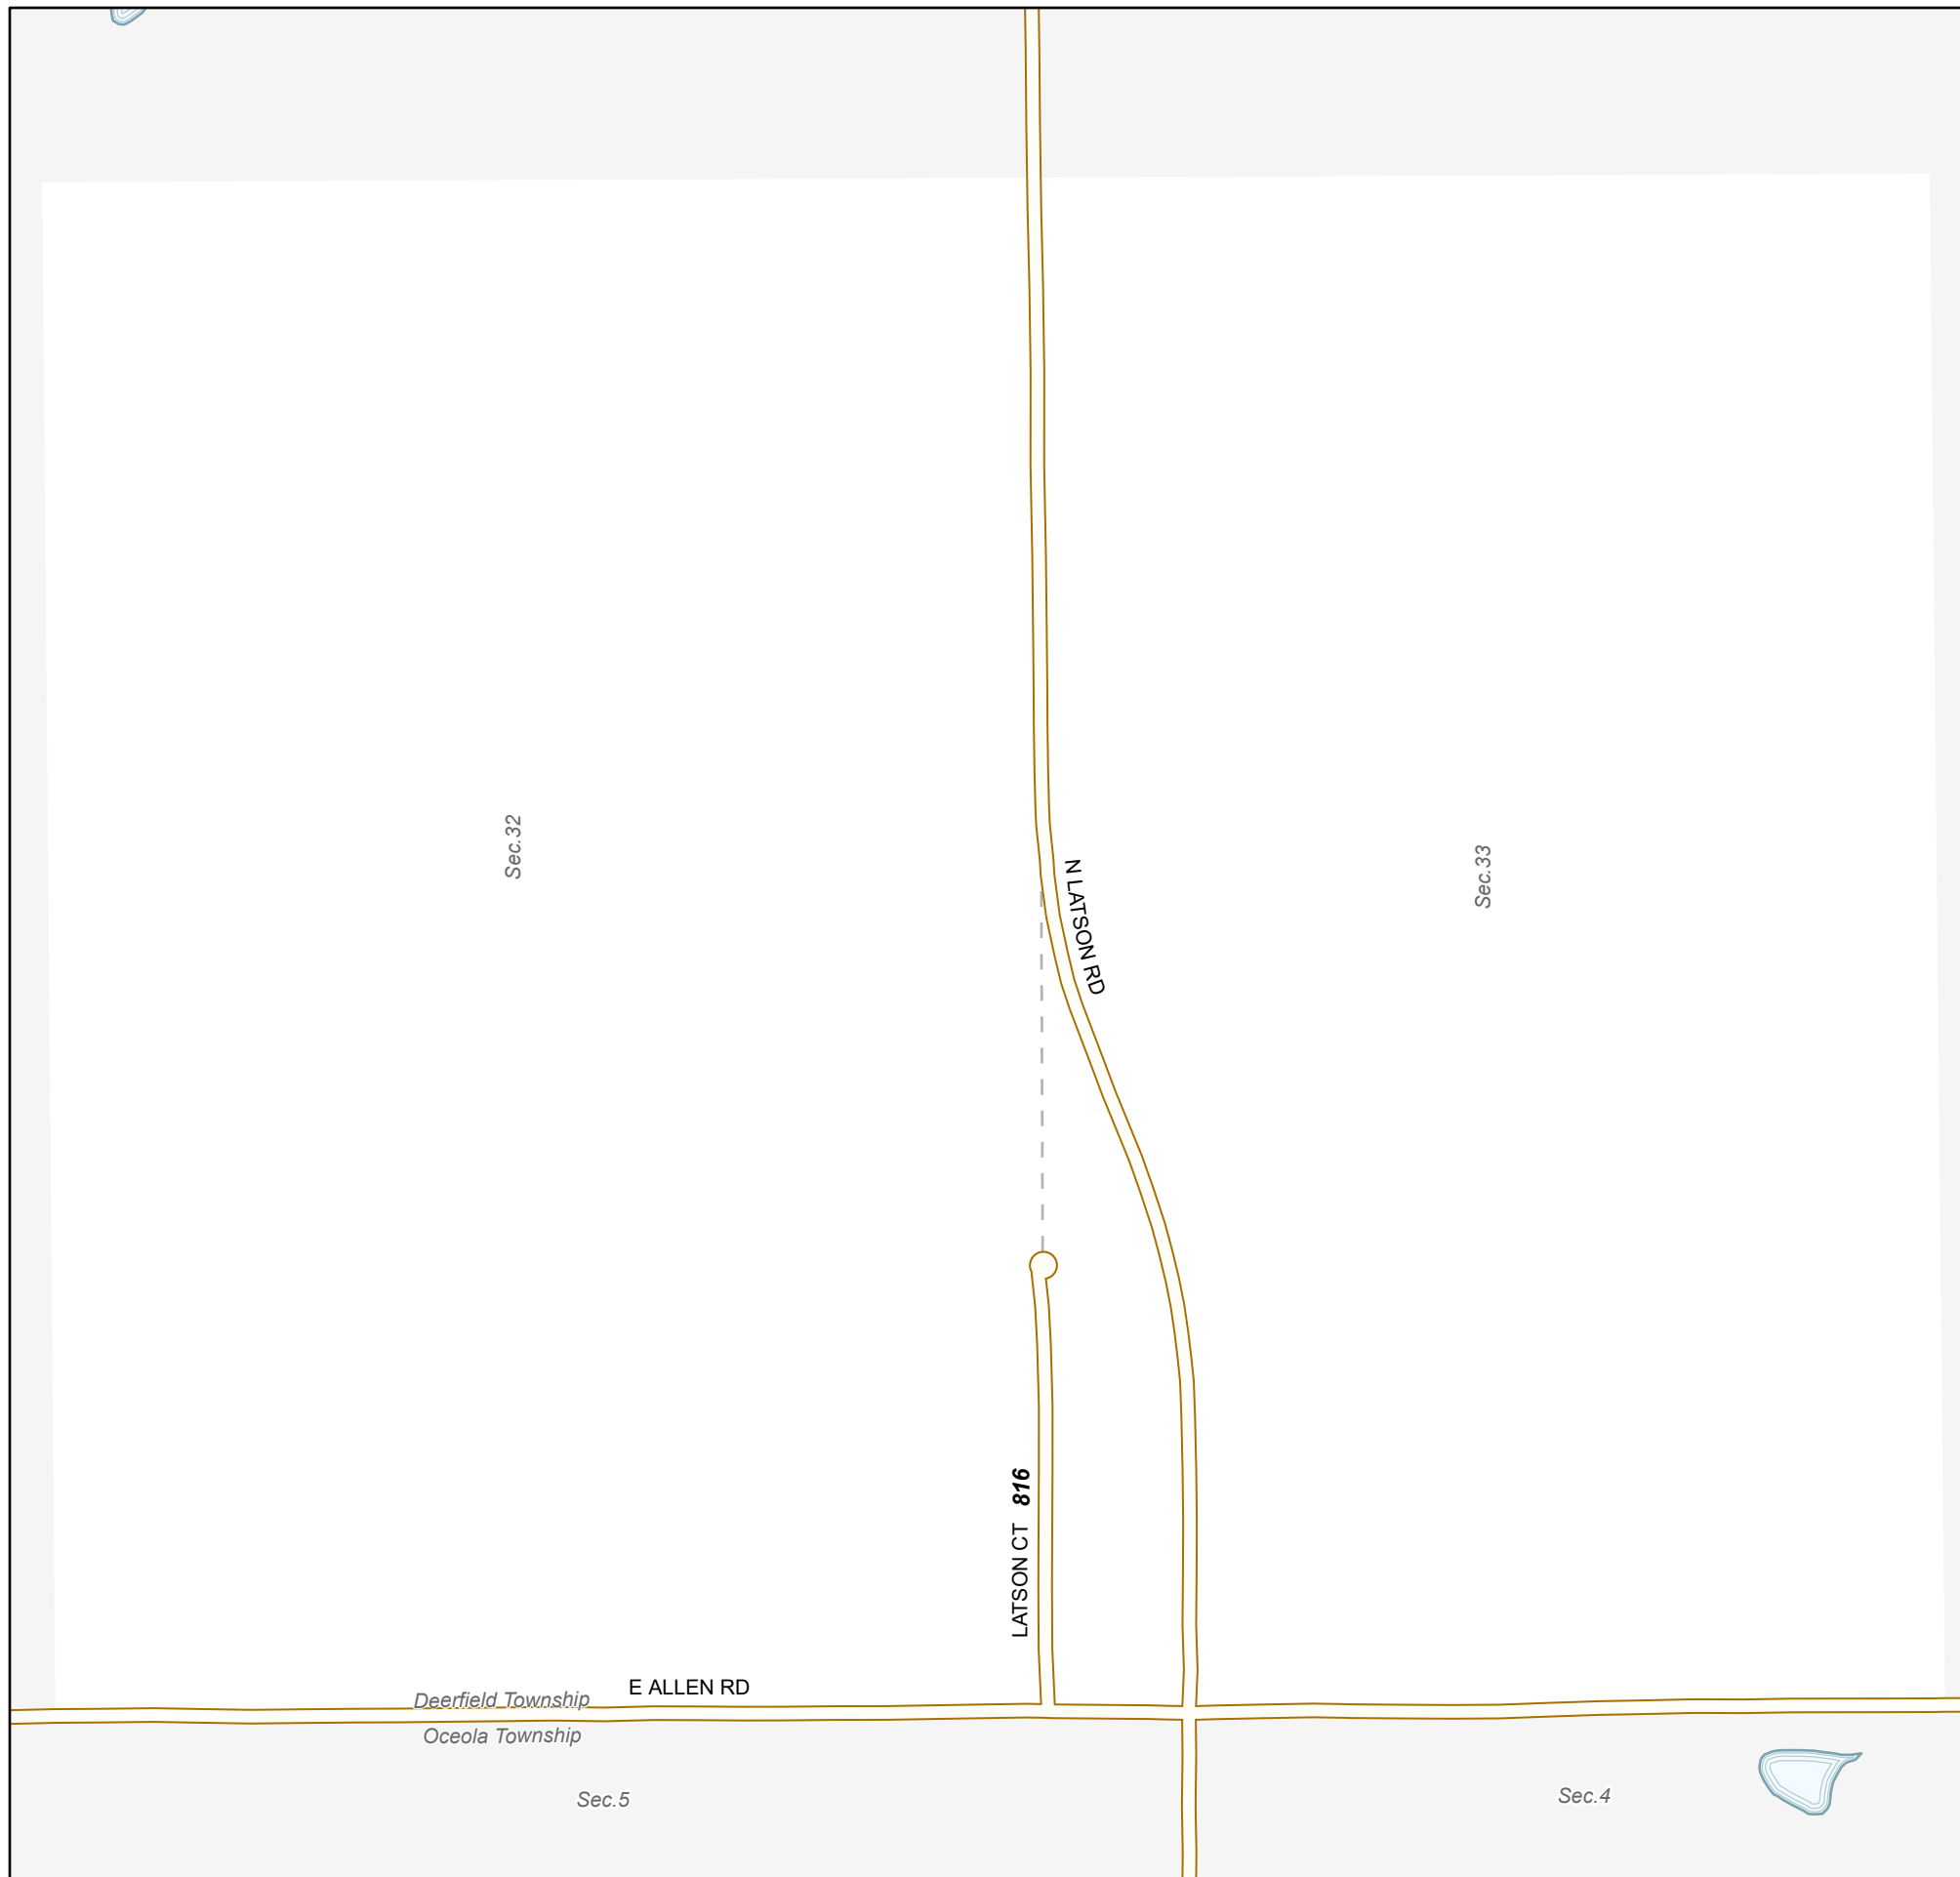 Sec.32
Sec.33
N LATSON RD
LATSON CT 816
E ALLEN RD
Deerfield Township
Oceola Township
Sec.5
Sec.4